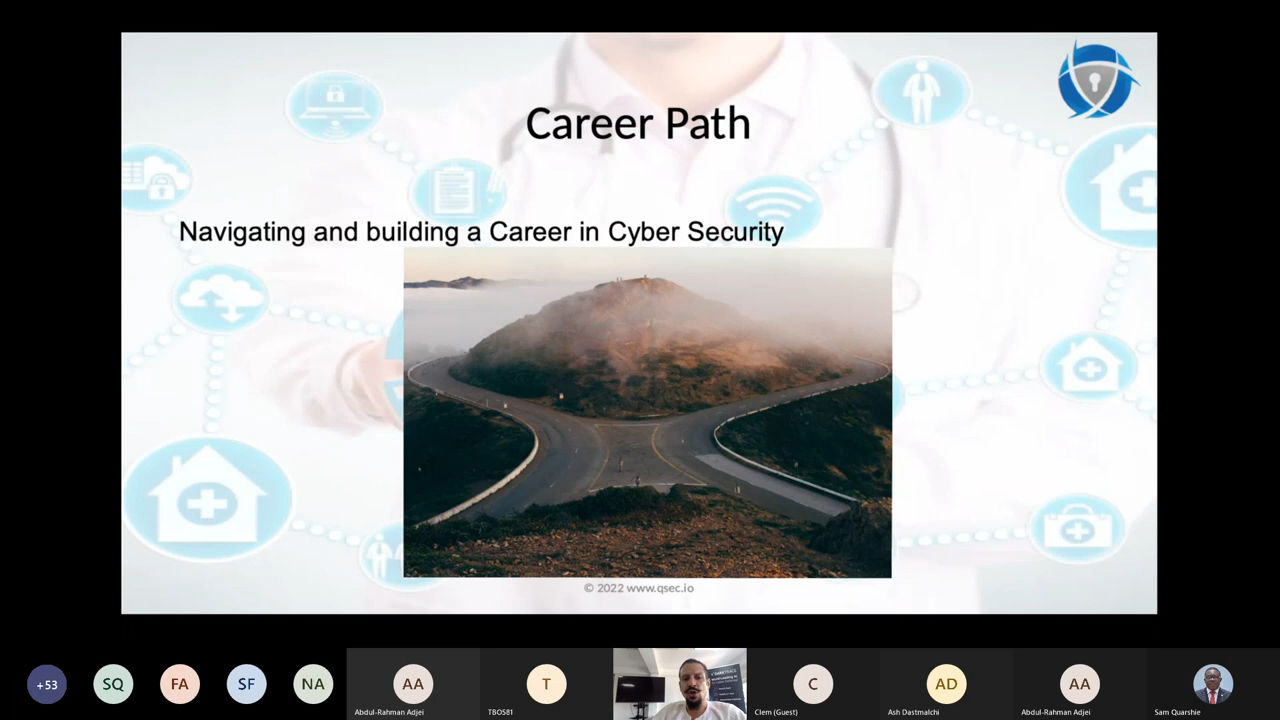 Career Path
Navigating and building a Career in Cyber Security
© 2022 www.qsec.io
+53
SQ
FA
SF
NA
AA
Abdul-Rahman Adjei
T
TBO581
C
Clem (Guest)
AD
Ash Dastmalchi
AA
Abdul-Rahman Adjei
Sam Quarshie